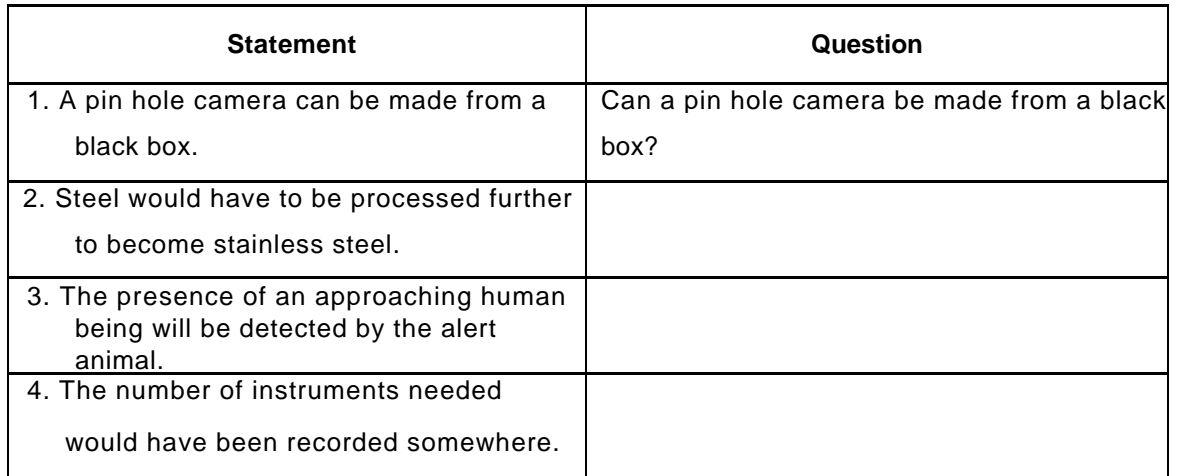 Statement
Question
1. A pin hole camera can be made from a
black box.
Can a pin hole camera be made from a black
box?
2. Steel would have to be processed further
to become stainless steel.
3. The presence of an approaching human
being will be detected by the alert
animal.
4. The number of instruments needed
would have been recorded somewhere.